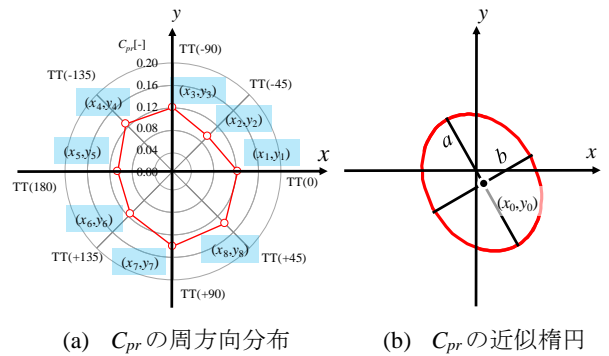 y
C_pr[-]
TT(-90)
0.20
0.16
0.12
0.08
0.04
0.00
TT(-135)
TT(-45)
(x3,y3)
(x4,y4)
(x2,y2)
(x5,y5)
(x1,y1)
x
TT(180)
TT(0)
(x6,y6)
(x7,y7)
(x8,y8)
TT(+135)
TT(+45)
TT(+90)
(a) C_prの周方向分布
y
a
b
x
(x0,y0)
(b) C_prの近似楕円